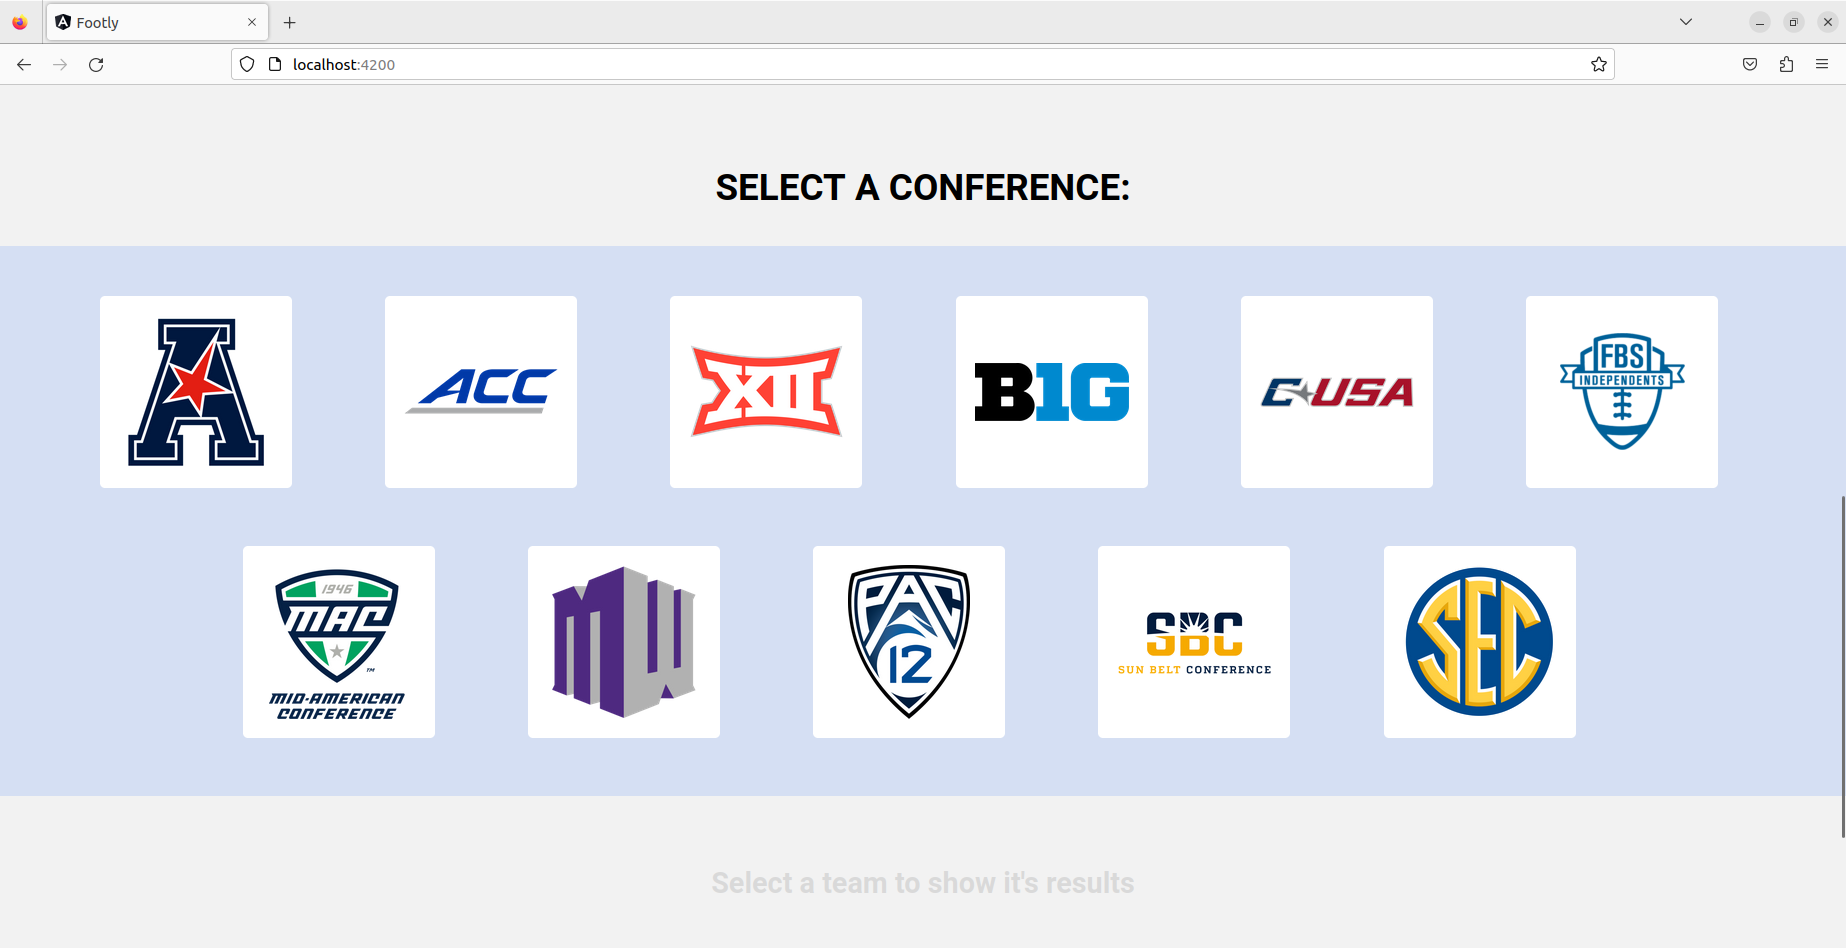 Footly
localhost:4200
SELECT A CONFERENCE:
A
ACC
XII
B1G
C USA
FBS
INDEPENDENTS
1946
MAC
TM
MID-AMERICAN
CONFERENCE
MW
PAC
12
SBC
SUN BELT CONFERENCE
SEC
Select a team to show it's results